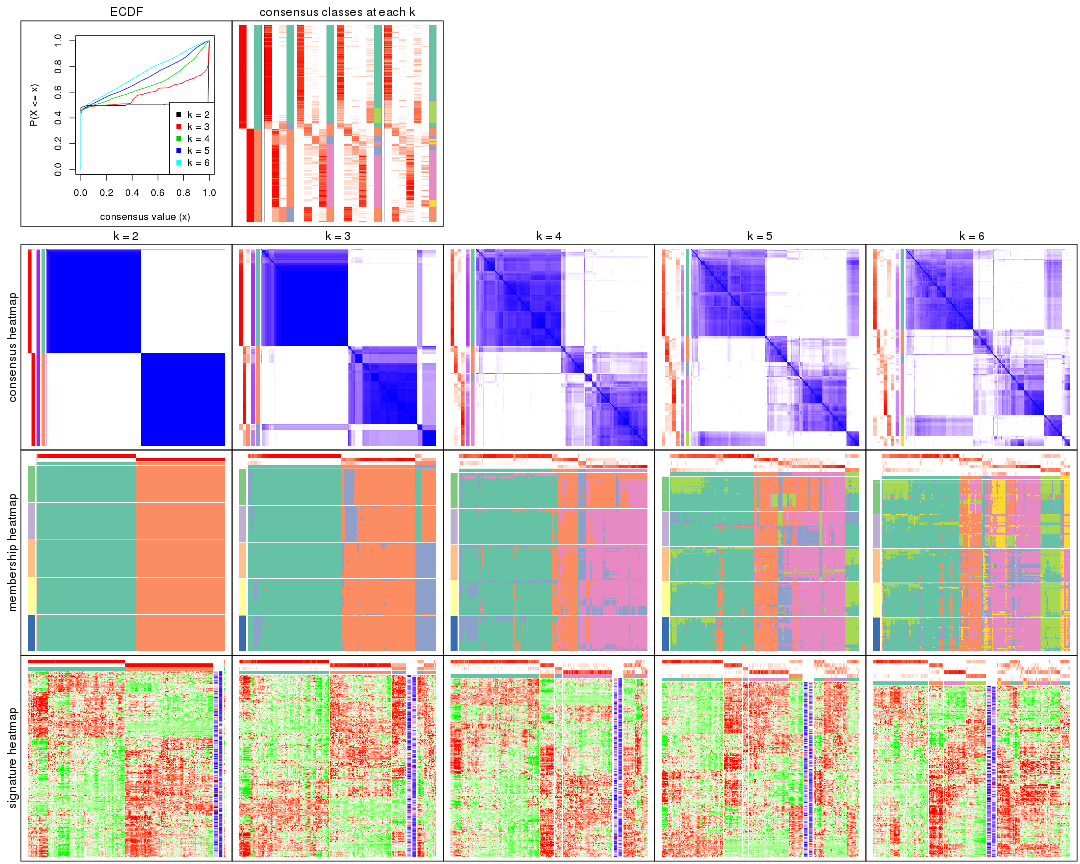 ECDF
consensus classes at each k
P(X <= x)
0.0 0.2 0.4 0.6 0.8 1.0
k = 2
k = 3
k = 4
k = 5
k = 6
0.0 0.2 0.4 0.6 0.8 1.0
consensus value (x)
k = 2
k = 3
k = 4
k = 5
k = 6
consensus heatmap
membership heatmap
signature heatmap